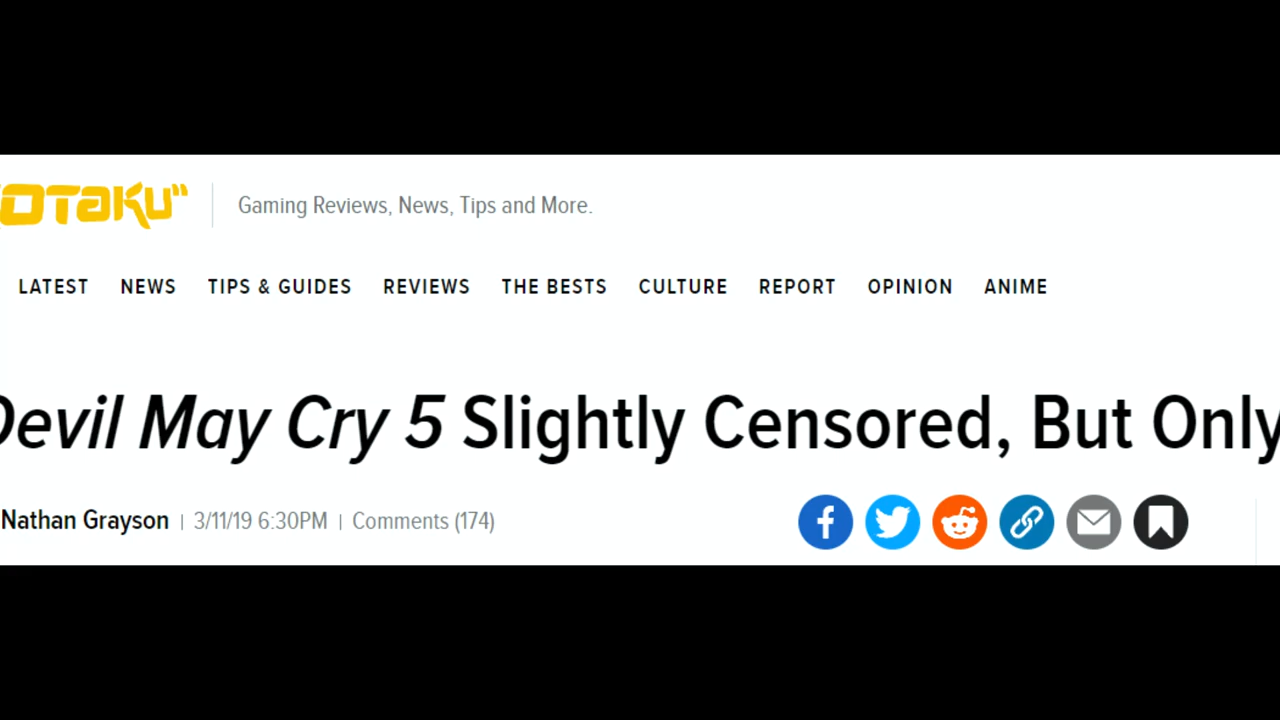 OTAKU
Gaming Reviews, News, Tips and More.
LATEST NEWS TIPS & GUIDES REVIEWS THE BESTS CULTURE REPORT OPINION ANIME
Devil May Cry 5 Slightly Censored, But Only
Nathan Grayson | 3/11/19 6:30PM | Comments (174)